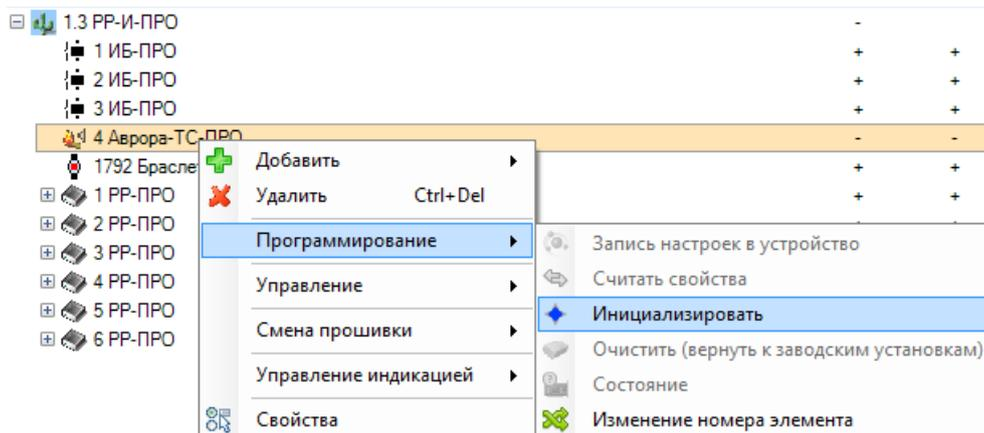 1.3 РР-И-ПРО -
1 ИБ-ПРО + +
2 ИБ-ПРО + +
3 ИБ-ПРО + +
4 Аврора-ТС-ПРО - -
1792 Брасле + +
1 РР-ПРО + +
2 РР-ПРО
3 РР-ПРО
4 РР-ПРО
5 РР-ПРО
6 РР-ПРО
Добавить
Удалить Ctrl+Del
Программирование
Управление
Смена прошивки
Управление индикацией
Свойства
Запись настроек в устройство
Считать свойства
Инициализировать
Очистить (вернуть к заводским установкам)
Состояние
Изменение номера элемента